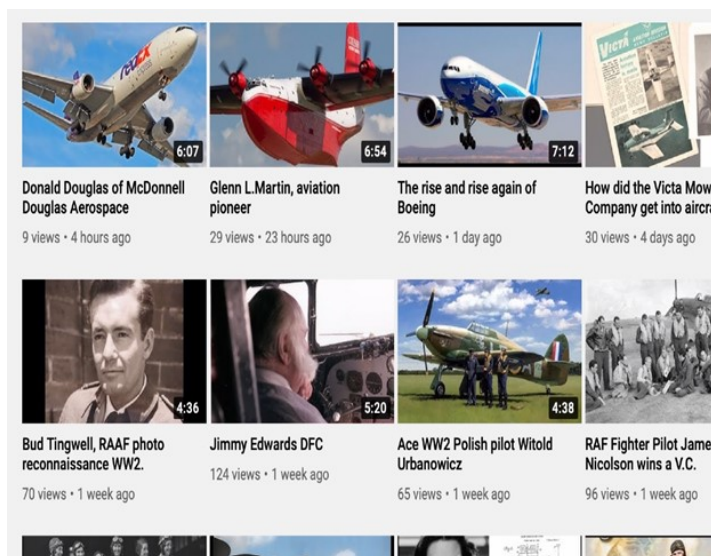 FedEx
6:07
6:54
7:12
VICTA
Donald Douglas of McDonnell
Douglas Aerospace
9 views • 4 hours ago
Glenn L.Martin, aviation
pioneer
29 views • 23 hours ago
The rise and rise again of
Boeing
26 views • 1 day ago
How did the Victa Mow
Company get into aircra
30 views • 4 days ago
4:36
5:20
4:38
Bud Tingwell, RAAF photo
reconnaissance WW2.
70 views • 1 week ago
Jimmy Edwards DFC
124 views • 1 week ago
Ace WW2 Polish pilot Witold
Urbanowicz
65 views • 1 week ago
RAF Fighter Pilot Jame
Nicolson wins a V.C.
96 views • 1 week ago